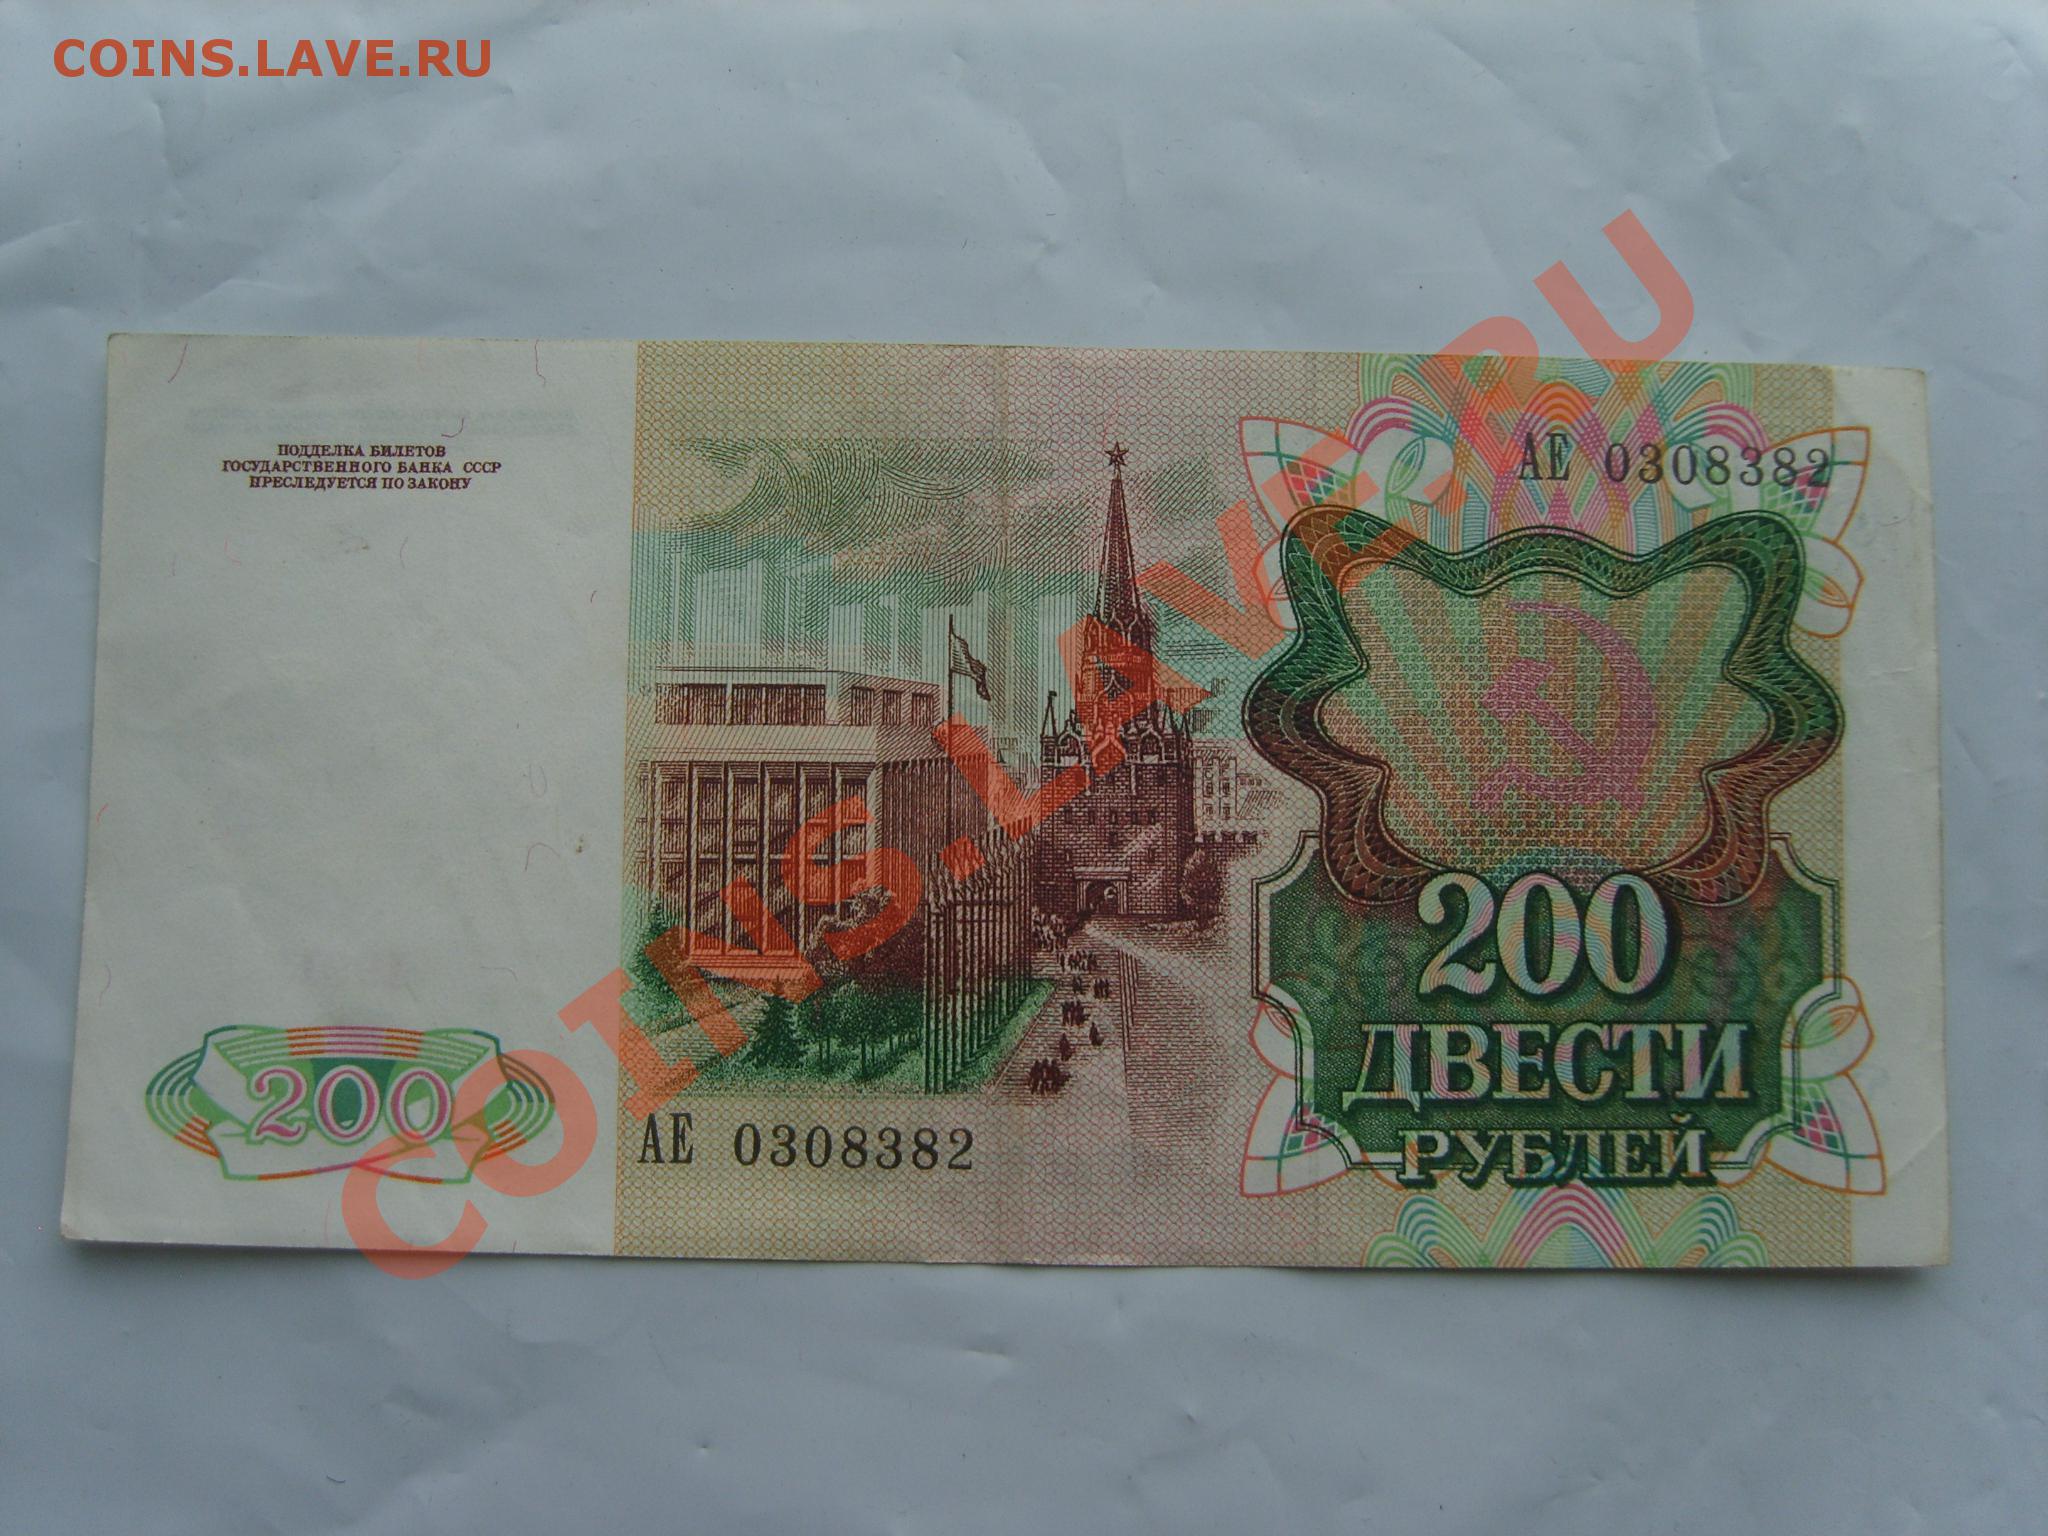 COINS.LAVE.RU
ПОДДЕЛКА БИЛЕТОВ
ГОСУДАРСТВЕННОГО БАНКА СССР
ПРЕСЛЕДУЕТСЯ ПО ЗАКОНУ
АЕ 0308382
COINS.LAVE.RU
200
ДВЕСТИ
РУБЛЕЙ
200
АЕ 0308382